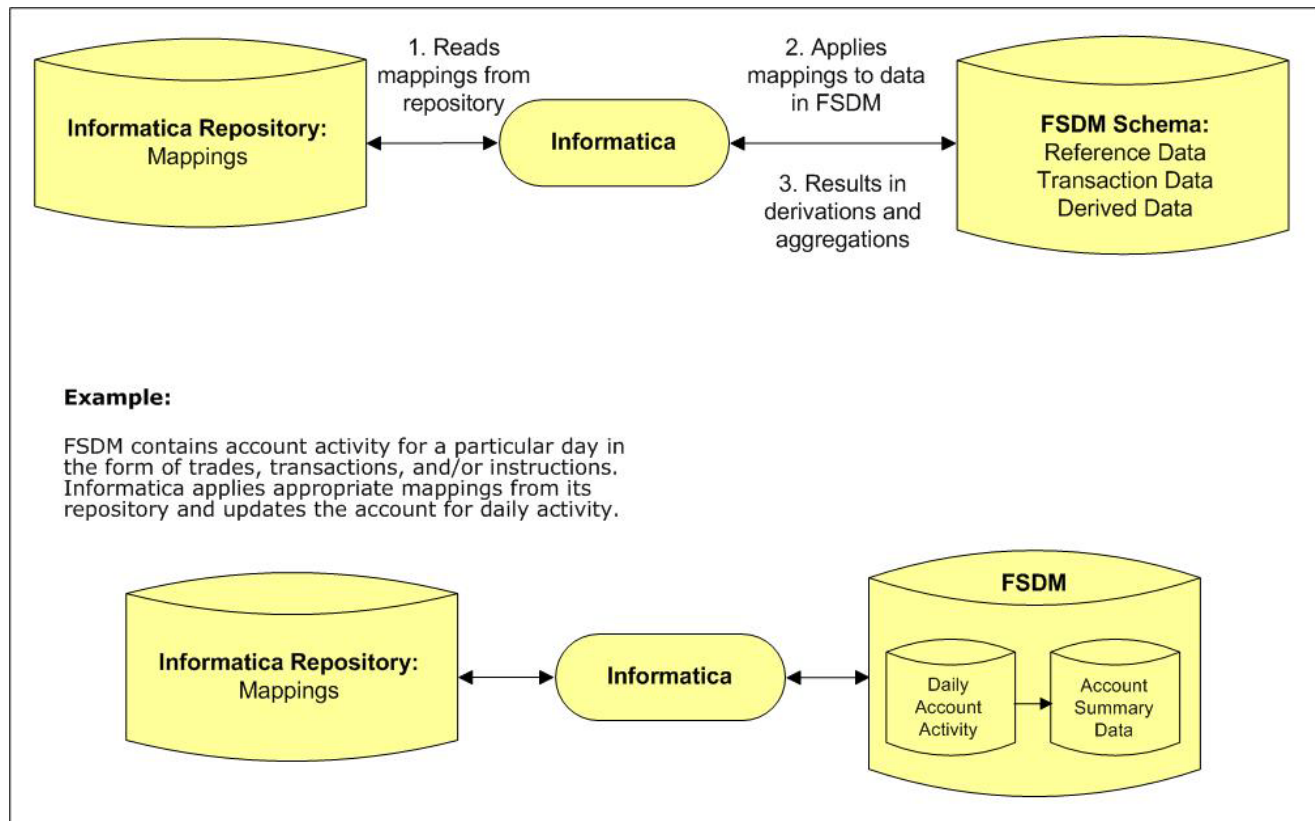 1. Reads
mappings from
repository
2. Applies
mappings to data
in FSDM
Informatica Repository:
Mappings
Informatica
FSDM Schema:
Reference Data
Transaction Data
Derived Data
3. Results in
derivations and
aggregations
Example:
FSDM contains account activity for a particular day in
the form of trades, transactions, and/or instructions.
Informatica applies appropriate mappings from its
repository and updates the account for daily activity.
Informatica Repository:
Mappings
Informatica
FSDM
Daily
Account
Activity
Account
Summary
Data